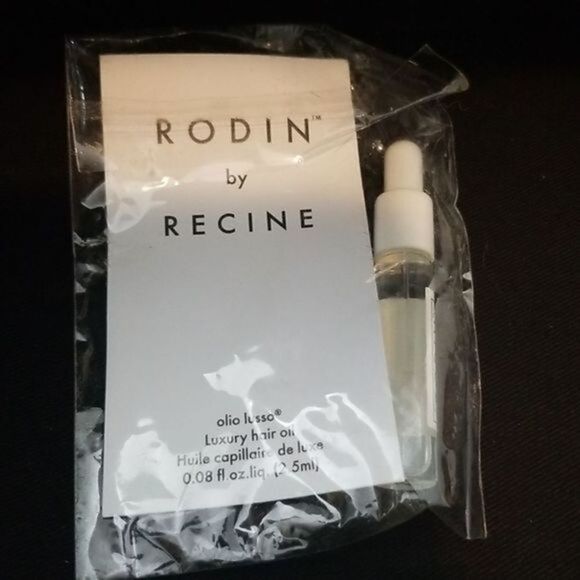 RODIN™
by
RECINE
olio lusso®
Luxury hair oil
Huile capillaire de luxe
0.08 fl.oz.liq. (2.5ml)